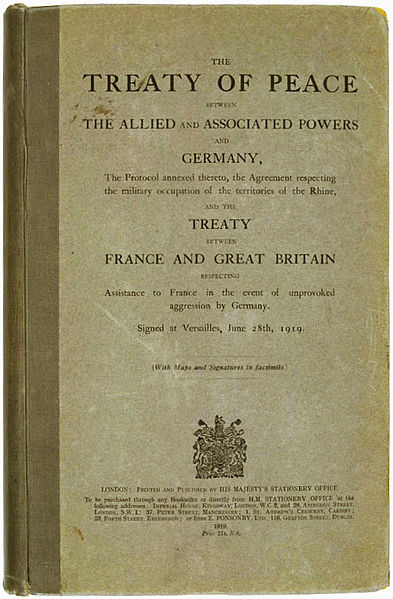 THE
TREATY OF PEACE
BETWEEN
THE ALLIED AND ASSOCIATED POWERS
AND
GERMANY,
The Protocol annexed thereto, the Agreement respecting
the military occupation of the territories of the Rhine,
AND THE
TREATY
BETWEEN
FRANCE AND GREAT BRITAIN
RESPECTING
Assistance to France in the event of unprovoked
aggression by Germany.
Signed at Versailles, June 28th, 1919.
(With Maps and Signatures in facsimile)
LONDON: PRINTED AND PUBLISHED BY HIS MAJESTY'S STATIONERY OFFICE.
To be purchased through any Bookseller or directly from H.M. STATIONERY OFFICE at the
following addresses: IMPERIAL HOUSE, KINGSWAY, LONDON, W.C. 2, and 28, ABINGDON STREET,
LONDON, S.W. 1; 37, PETER STREET, MANCHESTER; 1, ST. ANDREW'S CRESCENT, CARDIFF;
23, FORTH STREET, EDINBURGH; or from E. PONSONBY, LTD., 116, GRAFTON STREET, DUBLIN.
1919.
Price 21s. Net.